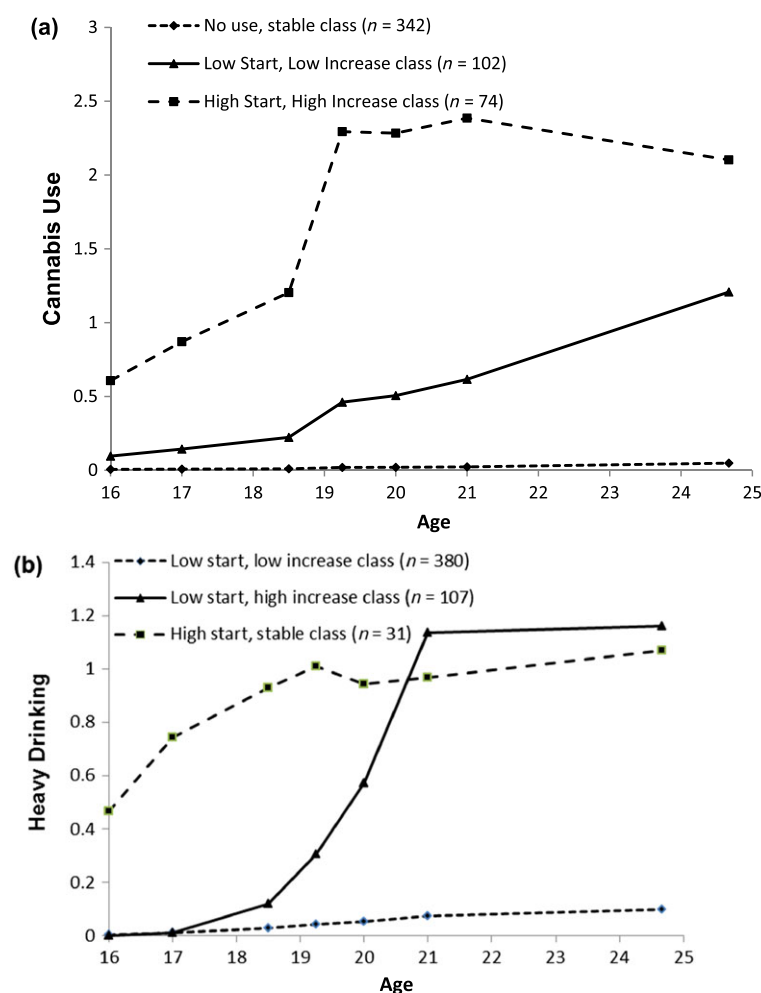 (a)
3
No use, stable class (n = 342)
Low Start, Low Increase class (n = 102)
2.5
High Start, High Increase class (n = 74)
2
Cannabis Use
1.5
1
0.5
0
16 17 18 19 20 21 22 23 24 25
Age
(b)
1.4
Low start, low increase class (n = 380)
Low start, high increase class (n = 107)
1.2
High start, stable class (n = 31)
1
Heavy Drinking
0.8
0.6
0.4
0.2
0
16 17 18 19 20 21 22 23 24 25
Age